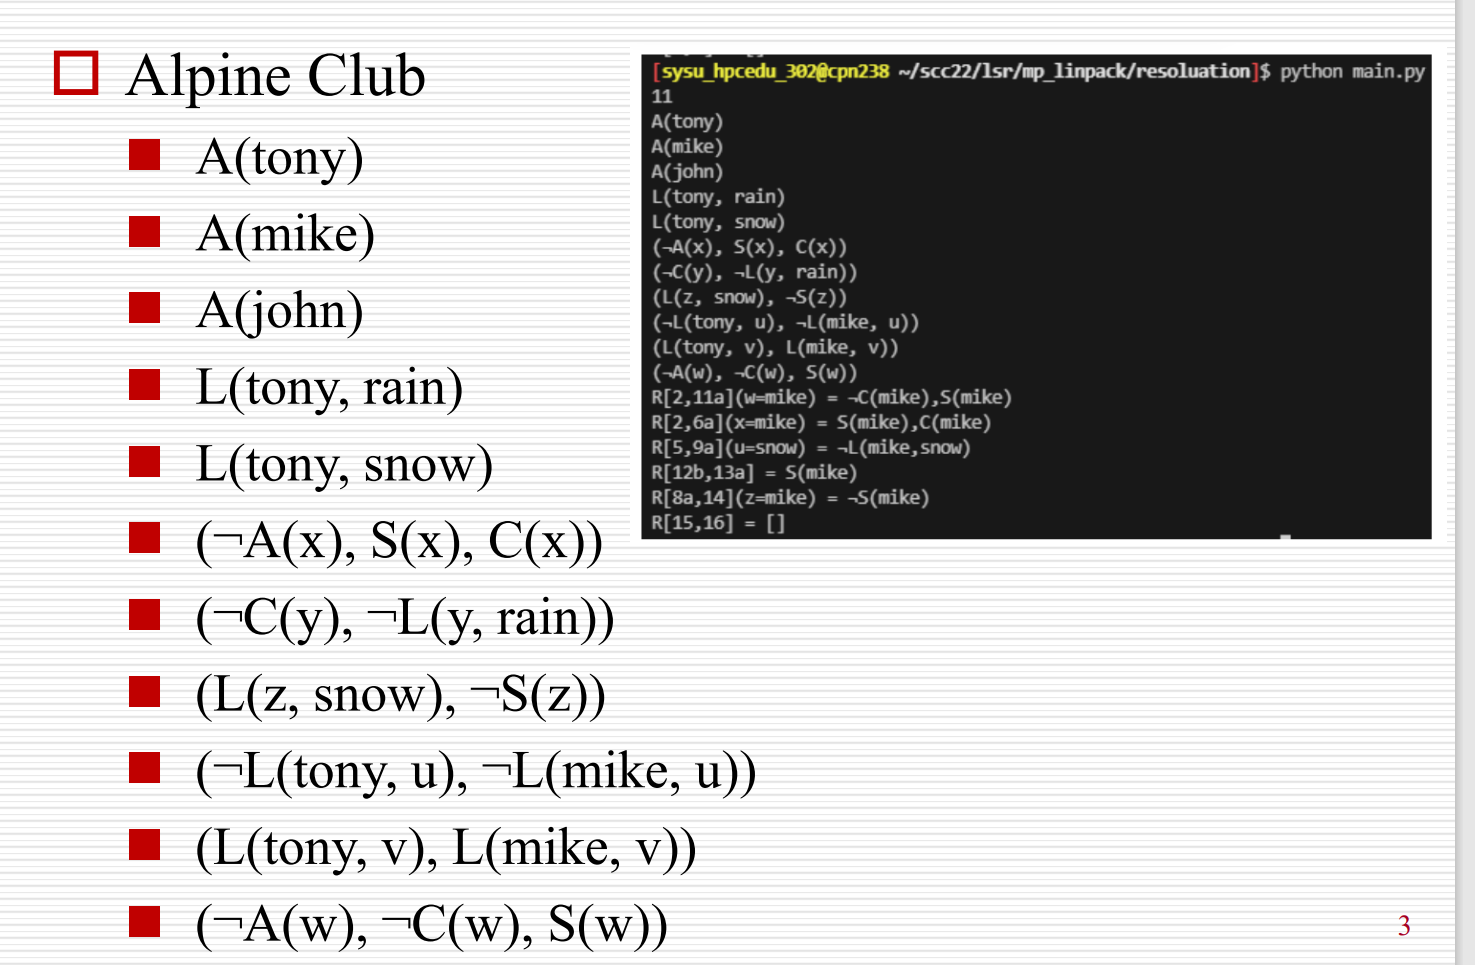 Alpine Club
A(tony)
A(mike)
A(john)
L(tony, rain)
L(tony, snow)
(¬A(x), S(x), C(x))
(¬C(y), ¬L(y, rain))
(L(z, snow), ¬S(z))
(¬L(tony, u), ¬L(mike, u))
(L(tony, v), L(mike, v))
(¬A(w), ¬C(w), S(w))
[sysu_hpcedu_302@cpn238 ~/scc22/lsr/mp_linpack/resoluation]$ python main.py
11
A(tony)
A(mike)
A(john)
L(tony, rain)
L(tony, snow)
(¬A(x), S(x), C(x))
(¬C(y), ¬L(y, rain))
(L(z, snow), ¬S(z))
(¬L(tony, u), ¬L(mike, u))
(L(tony, v), L(mike, v))
(¬A(w), ¬C(w), S(w))
R[2,11a](w=mike) = ¬C(mike),S(mike)
R[2,6a](x=mike) = S(mike),C(mike)
R[5,9a](u=snow) = ¬L(mike,snow)
R[12b,13a] = S(mike)
R[8a,14](z=mike) = ¬S(mike)
R[15,16] = []
3